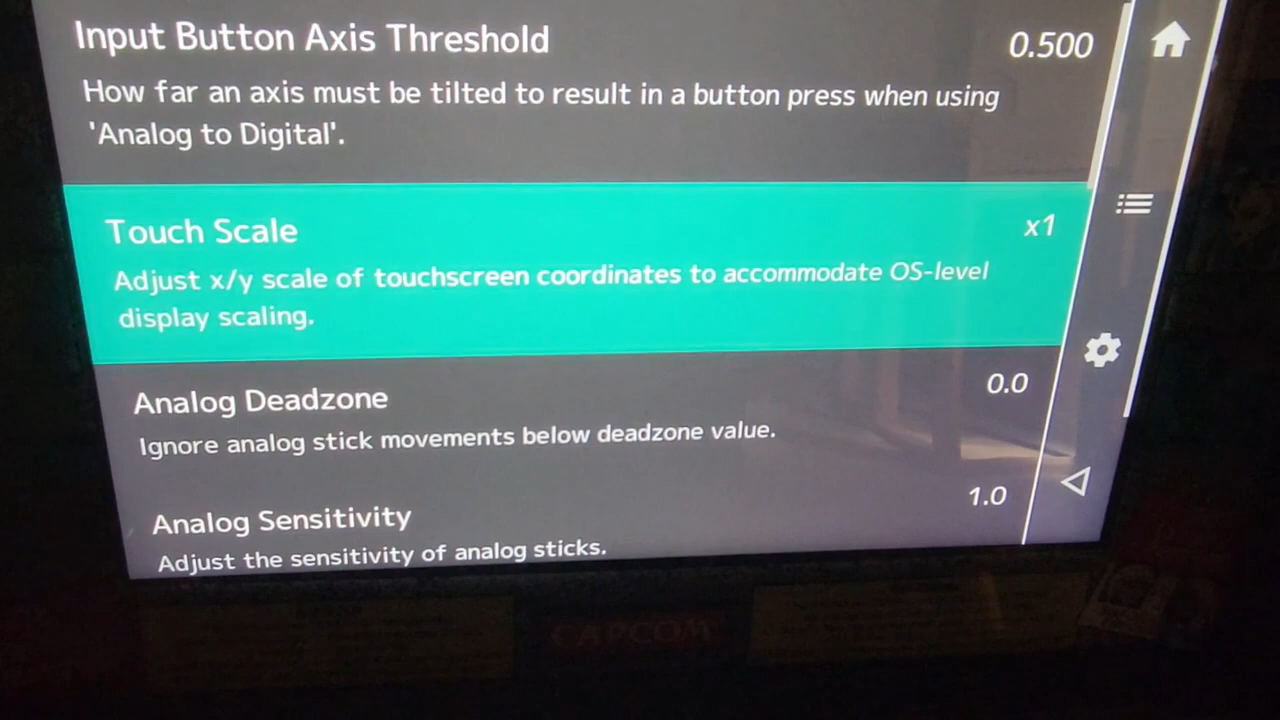 Input Button Axis Threshold
0.500
How far an axis must be tilted to result in a button press when using
'Analog to Digital'.
Touch Scale
x1
Adjust x/y scale of touchscreen coordinates to accommodate OS-level
display scaling.
Analog Deadzone
0.0
Ignore analog stick movements below deadzone value.
Analog Sensitivity
1.0
Adjust the sensitivity of analog sticks.
CAPCOM